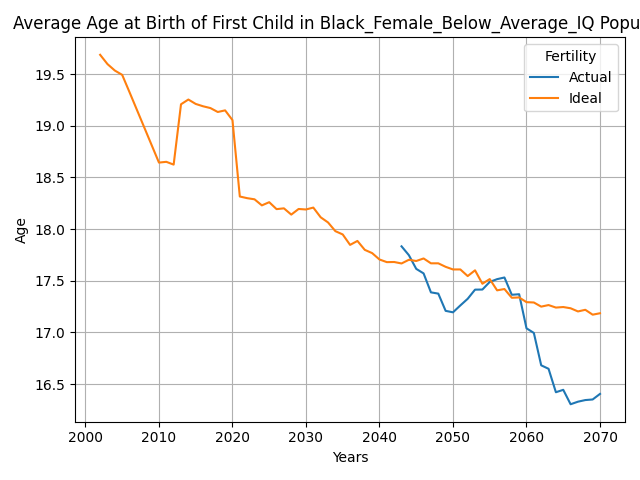 Average Age at Birth of First Child in Black_Female_Below_Average_IQ Popu
Fertility
Actual
Ideal
19.5
19.0
18.5
18.0
17.5
17.0
16.5
Age
2000 2010 2020 2030 2040 2050 2060 2070
Years